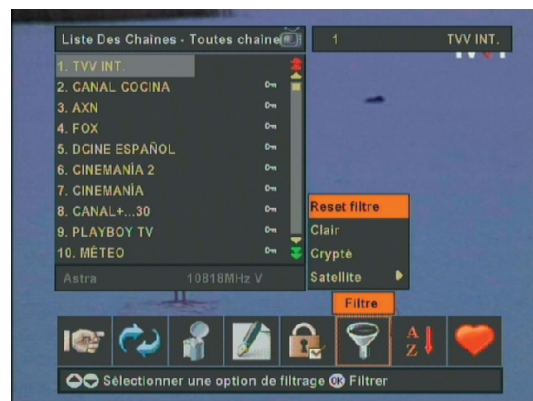 Liste Des Chaînes - Toutes chaîne
1 TVV INT.
1. TVV INT.
2. CANAL COCINA
3. AXN
4. FOX
5. DCINE ESPAÑOL
6. CINEMANÍA 2
7. CINEMANÍA
8. CANAL+...30
9. PLAYBOY TV
10. MÉTEO
Astra 10818MHz V
Reset filtre
Clair
Crypté
Satellite
Filtre
A
Z
Sélectionner une option de filtrage OK Filtrer